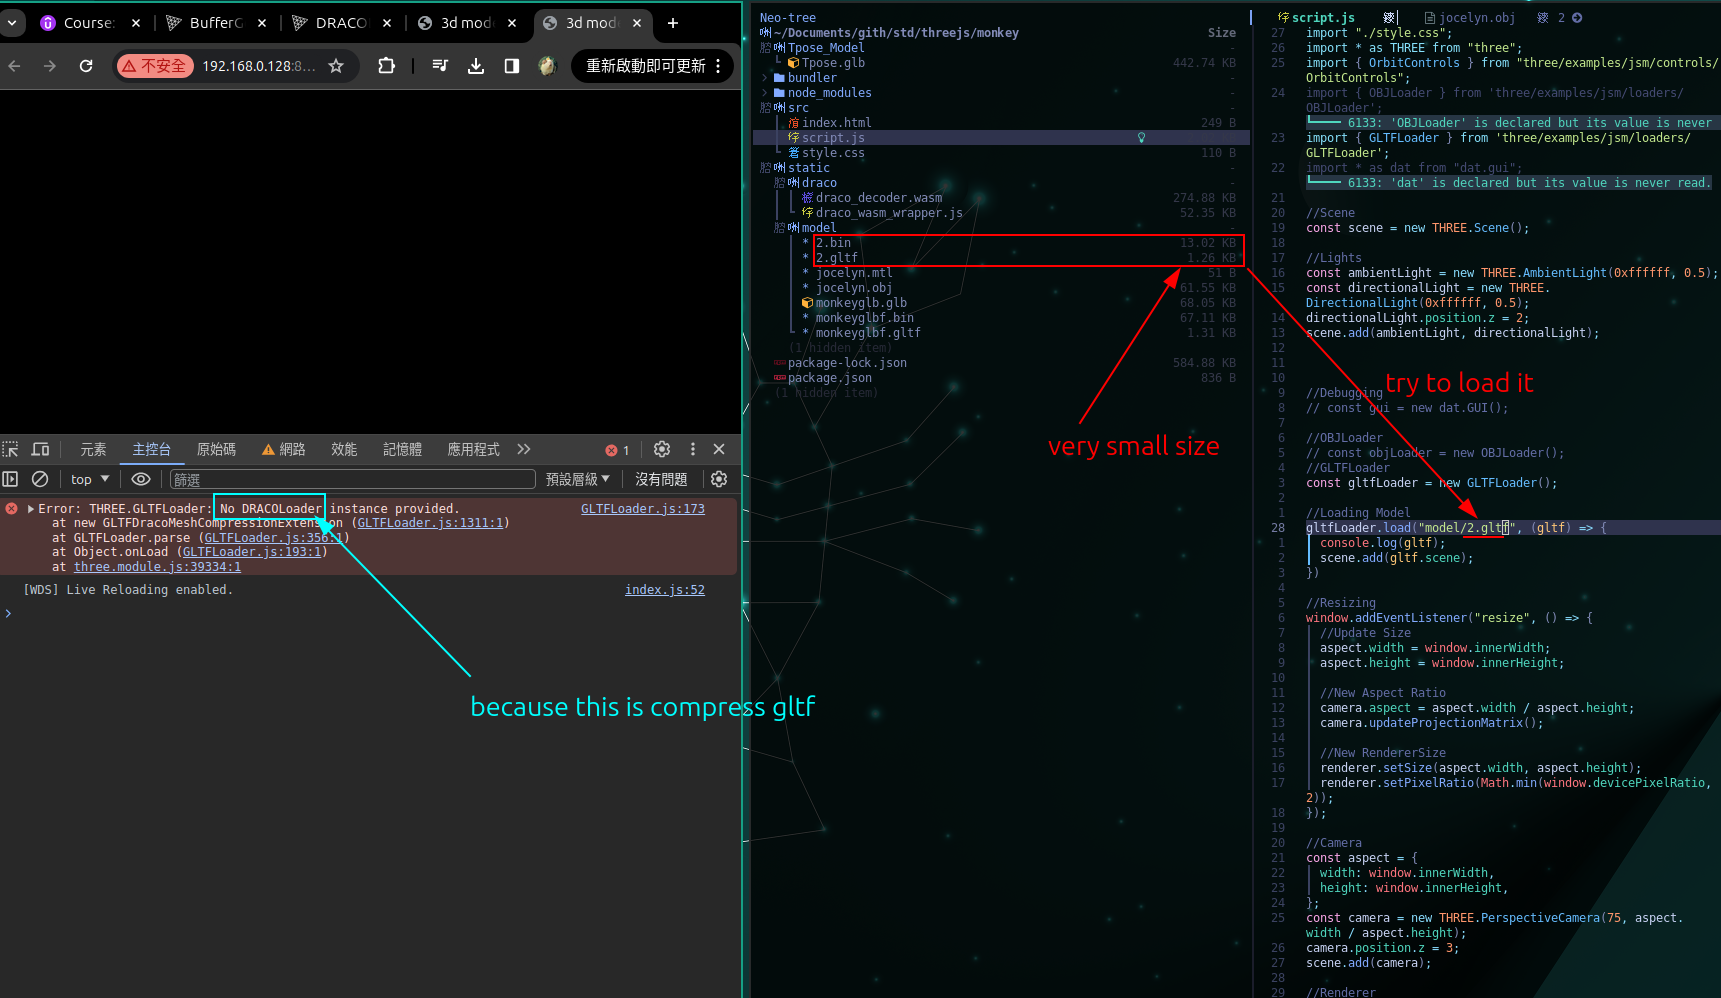 Course:
BufferG
DRACO
3d mod
3d mod
不安全
192.168.0.128:8...
重新啟動即可更新
元素
主控台
原始碼
網路
效能
記憶體
應用程式
1
top
篩選
預設層級
沒有問題
Error: THREE.GLTFLoader: No DRACOLoader instance provided.
GLTFLoader.js:173
at new GLTFDracoMeshCompressionExtension (GLTFLoader.js:1311:1)
at GLTFLoader.parse (GLTFLoader.js:356:1)
at Object.onLoad (GLTFLoader.js:193:1)
at three.module.js:39334:1
[WDS] Live Reloading enabled.
index.js:52
because this is compress gltf
Neo-tree
~/Documents/gith/std/threejs/monkey Size
Tpose_Model -
Tpose.glb 442.74 KB
bundler -
node_modules -
src -
index.html 249 B
script.js
style.css 110 B
static -
draco -
draco_decoder.wasm 274.88 KB
draco_wasm_wrapper.js 52.35 KB
model -
* 2.bin 13.02 KB
* 2.gltf 1.26 KB
* jocelyn.mtl 51 B
* jocelyn.obj 61.55 KB
monkeyglb.glb 68.05 KB
* monkeyglbf.bin 67.11 KB
* monkeyglbf.gltf 1.31 KB
(1 hidden item)
package-lock.json 584.88 KB
package.json 836 B
(1 hidden item)
very small size
script.js
jocelyn.obj
2
27 import "./style.css";
26 import * as THREE from "three";
25 import { OrbitControls } from "three/examples/jsm/controls/
OrbitControls";
24 import { OBJLoader } from 'three/examples/jsm/loaders/
OBJLoader';
6133: 'OBJLoader' is declared but its value is never
23 import { GLTFLoader } from 'three/examples/jsm/loaders/
GLTFLoader';
22 import * as dat from "dat.gui";
6133: 'dat' is declared but its value is never read.
21
20 //Scene
19 const scene = new THREE.Scene();
18
17 //Lights
16 const ambientLight = new THREE.AmbientLight(0xffffff, 0.5);
15 const directionalLight = new THREE.
DirectionalLight(0xffffff, 0.5);
14 directionalLight.position.z = 2;
13 scene.add(ambientLight, directionalLight);
12
11
10
try to load it
9 //Debugging
8 // const gui = new dat.GUI();
7
6 //OBJLoader
5 // const objLoader = new OBJLoader();
4 //GLTFLoader
3 const gltfLoader = new GLTFLoader();
2
1 //Loading Model
28 gltfLoader.load("model/2.gltf", (gltf) => {
1 console.log(gltf);
2 scene.add(gltf.scene);
3 })
4
5 //Resizing
6 window.addEventListener("resize", () => {
7 //Update Size
8 aspect.width = window.innerWidth;
9 aspect.height = window.innerHeight;
10
11 //New Aspect Ratio
12 camera.aspect = aspect.width / aspect.height;
13 camera.updateProjectionMatrix();
14
15 //New RendererSize
16 renderer.setSize(aspect.width, aspect.height);
17 renderer.setPixelRatio(Math.min(window.devicePixelRatio,
2));
18 });
19
20 //Camera
21 const aspect = {
22 width: window.innerWidth,
23 height: window.innerHeight,
24 };
25 const camera = new THREE.PerspectiveCamera(75, aspect.
width / aspect.height);
26 camera.position.z = 3;
27 scene.add(camera);
28
29 //Renderer